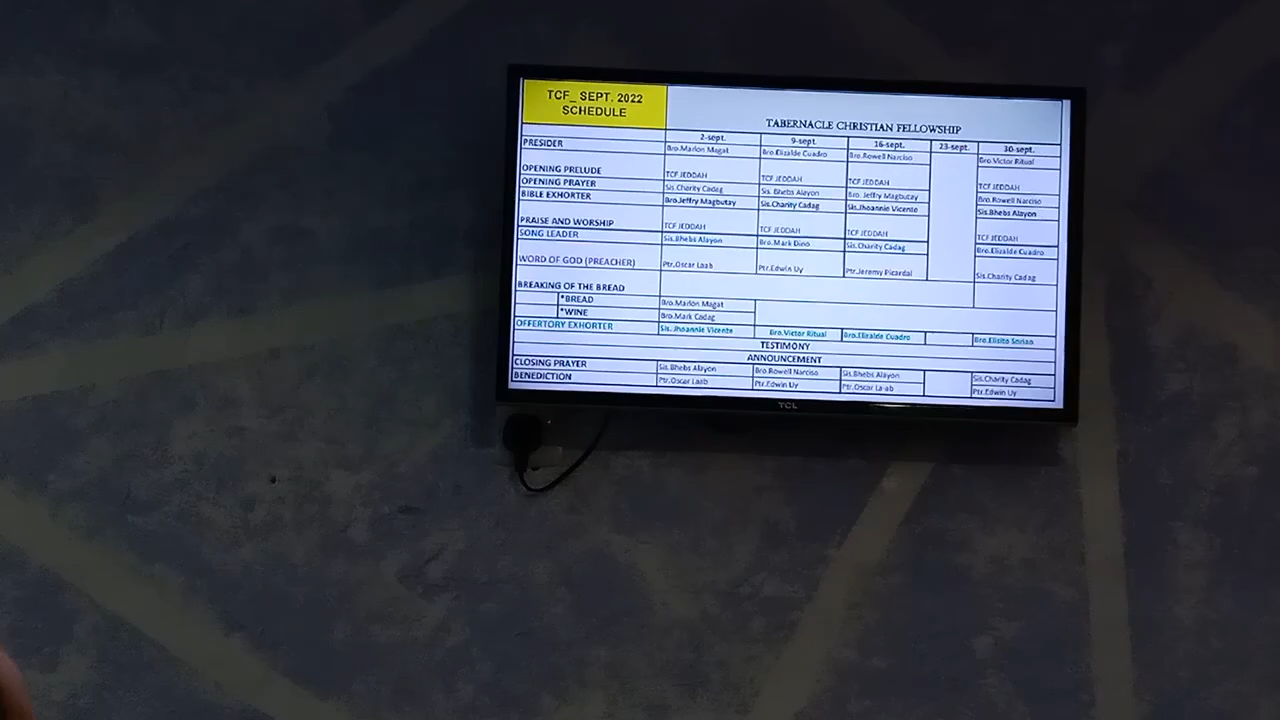 TCF_ SEPT. 2022
SCHEDULE
TABERNACLE CHRISTIAN FELLOWSHIP
2-sept. 9-sept. 16-sept. 23-sept. 30-sept.
PRESIDER Bro.Marlon Magat Bro.Elizalde Cuadro Bro.Rowell Narciso Bro.Victor Ritual
OPENING PRELUDE TCF JEDDAH TCF JEDDAH TCF JEDDAH TCF JEDDAH
OPENING PRAYER Sis.Charity Cadag Sis. Bhebs Alayon Bro. Jeffry Magbutay Bro.Rowell Narciso
BIBLE EXHORTER Bro.Jeffry Magbutay Sis.Charity Cadag Sis.Jhoannie Vicente Sis.Bhebs Alayon
PRAISE AND WORSHIP TCF JEDDAH TCF JEDDAH TCF JEDDAH TCF JEDDAH
SONG LEADER Sis.Bhebs Alayon Bro.Mark Dino Sis.Charity Cadag Bro.Elizalde Cuadro
WORD OF GOD (PREACHER) Ptr.Oscar Laab Ptr.Edwin Uy Ptr.Jeremy Picardal Sis.Charity Cadag
BREAKING OF THE BREAD
*BREAD Bro.Marlon Magat
*WINE Bro.Mark Cadag
OFFERTORY EXHORTER Sis. Jhoannie Vicente Bro.Victor Ritual Bro.Elizalde Cuadro Bro.Elisito Soriao
TESTIMONY
ANNOUNCEMENT
CLOSING PRAYER Sis.Bhebs Alayon Bro.Rowell Narciso Sis.Bhebs Alayon Sis.Charity Cadag
BENEDICTION Ptr.Oscar Laab Ptr.Edwin Uy Ptr.Oscar La-ab Ptr.Edwin Uy
TCL